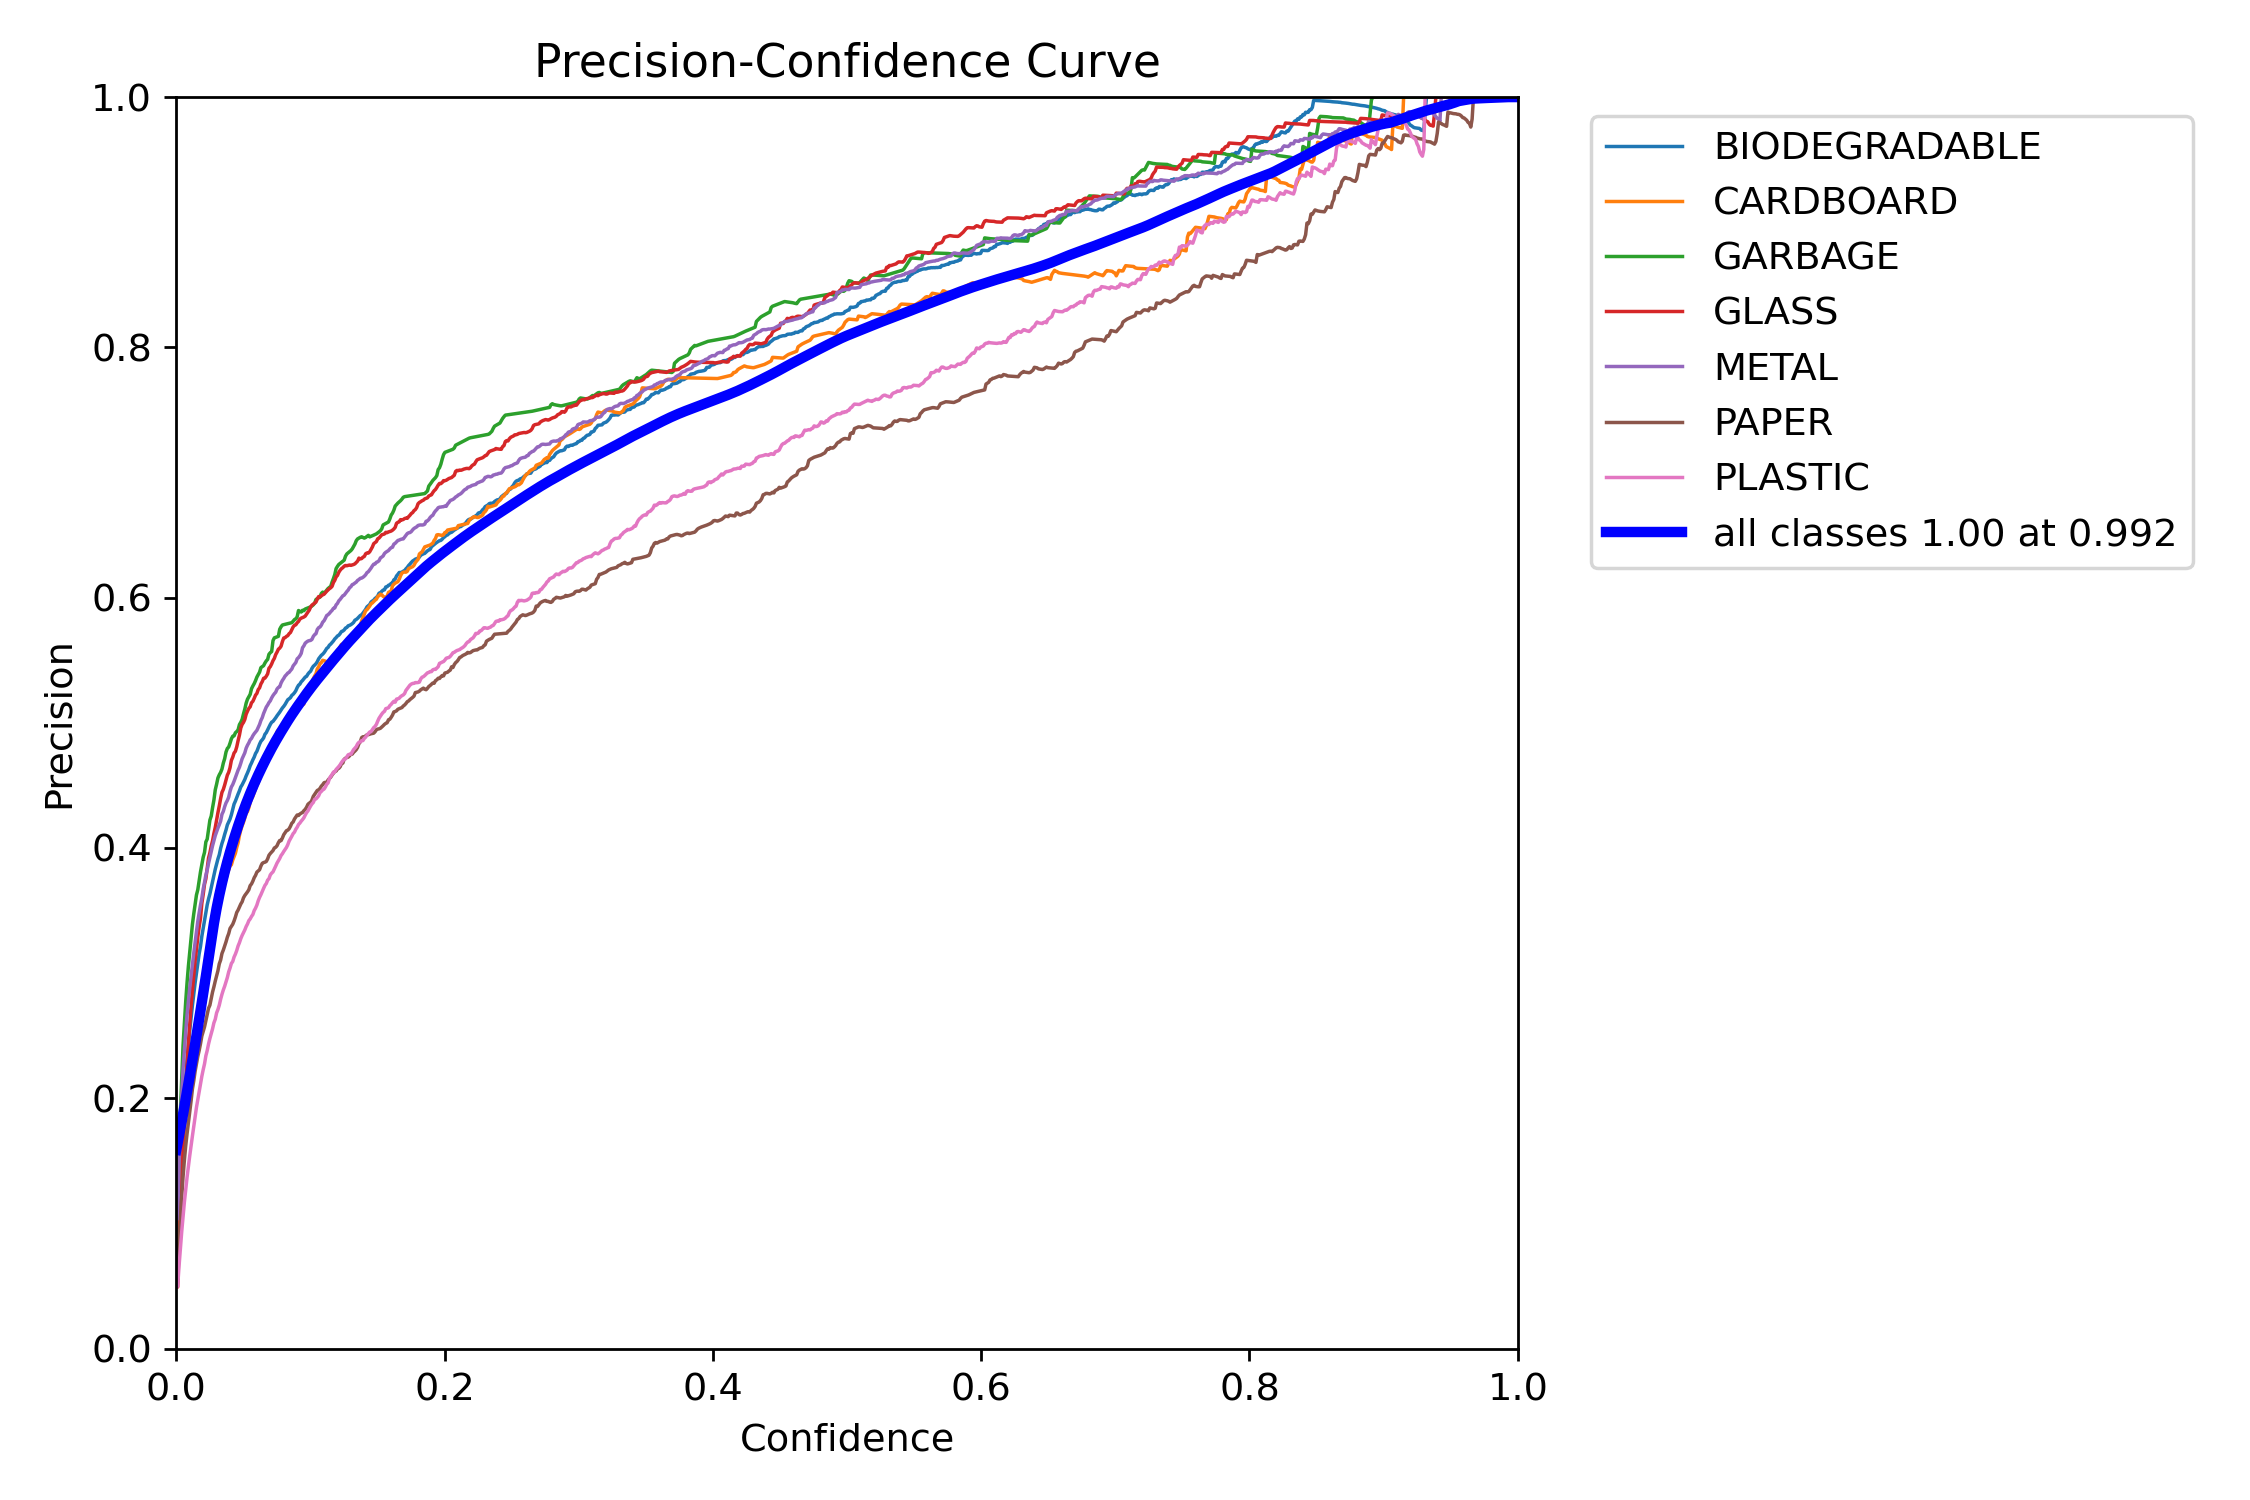 Precision-Confidence Curve
1.0
0.8
0.6
0.4
0.2
0.0
Precision
0.0 0.2 0.4 0.6 0.8 1.0
Confidence
BIODEGRADABLE
CARDBOARD
GARBAGE
GLASS
METAL
PAPER
PLASTIC
all classes 1.00 at 0.992